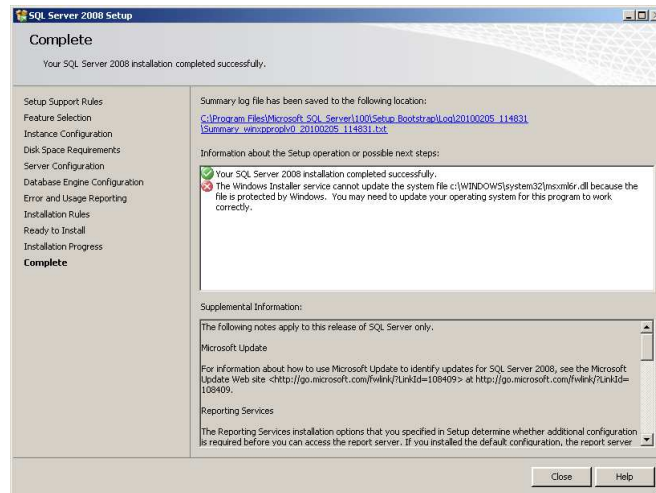 SQL Server 2008 Setup
Complete
Your SQL Server 2008 installation completed successfully.
Setup Support Rules
Feature Selection
Instance Configuration
Disk Space Requirements
Server Configuration
Database Engine Configuration
Error and Usage Reporting
Installation Rules
Ready to Install
Installation Progress
Complete
Summary log file has been saved to the following location:
C:\Program Files\Microsoft SQL Server\100\Setup Bootstrap\Log\20100205_114831
\Summary_winxpproplv0_20100205_114831.txt
Information about the Setup operation or possible next steps:
Your SQL Server 2008 installation completed successfully.
The Windows Installer service cannot update the system file c:\WINDOWS\system32\msxml6r.dll because the
file is protected by Windows. You may need to update your operating system for this program to work
correctly.
Supplemental Information:
The following notes apply to this release of SQL Server only.
Microsoft Update
For information about how to use Microsoft Update to identify updates for SQL Server 2008, see the Microsoft
Update Web site <http://go.microsoft.com/fwlink/?LinkId=108409> at http://go.microsoft.com/fwlink/?LinkId=
108409.
Reporting Services
The Reporting Services installation options that you specified in Setup determine whether additional configuration
is required before you can access the report server. If you installed the default configuration, the report server
Close
Help